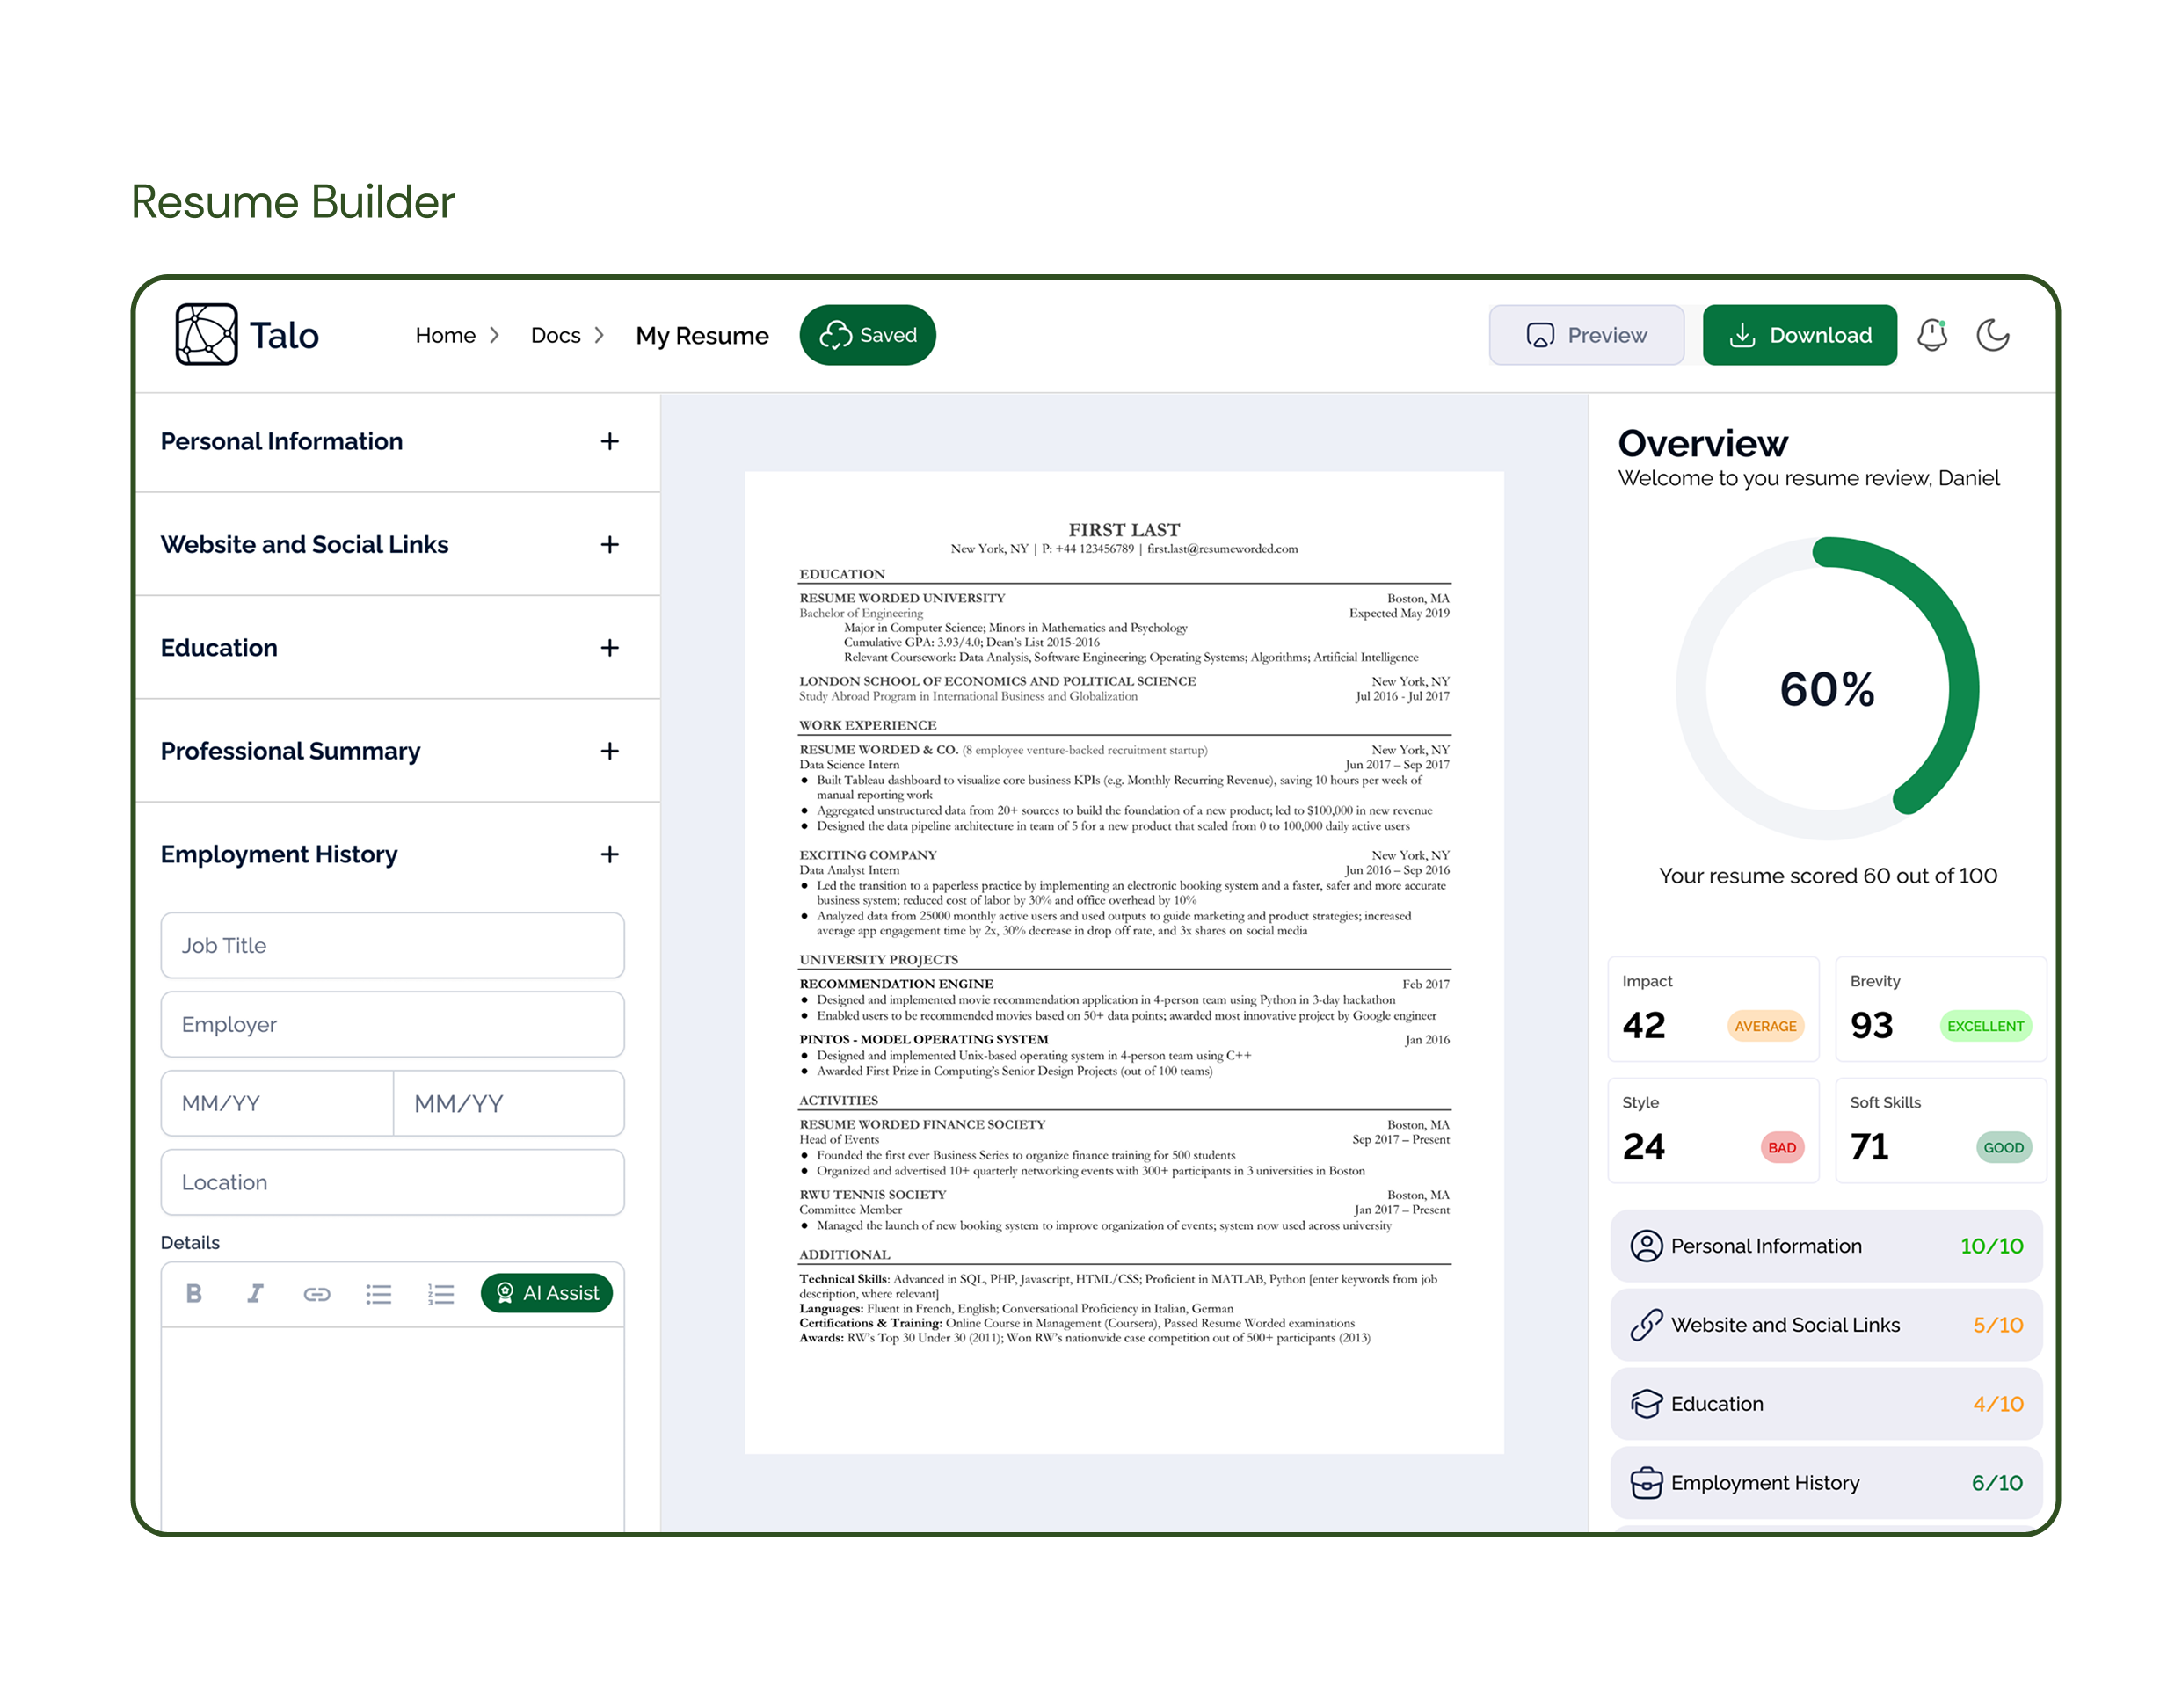 Resume Builder
Talo
Home
Docs
My Resume
Saved
Preview
Download
Personal Information
Website and Social Links
Education
Professional Summary
Employment History
Job Title
Employer
MM/YY
MM/YY
Location
Details
B
I
AI Assist
FIRST LAST
New York, NY | P: +44 123456789 | first.last@resumeworded.com
EDUCATION
RESUME WORDED UNIVERSITY Boston, MA
Bachelor of Engineering Expected May 2019
Major in Computer Science; Minors in Mathematics and Psychology
Cumulative GPA: 3.93/4.0; Dean's List 2015-2016
Relevant Coursework: Data Analysis, Software Engineering; Operating Systems; Algorithms; Artificial Intelligence
LONDON SCHOOL OF ECONOMICS AND POLITICAL SCIENCE New York, NY
Study Abroad Program in International Business and Globalization Jul 2016 - Jul 2017
WORK EXPERIENCE
RESUME WORDED & CO. (8 employee venture-backed recruitment startup) New York, NY
Data Science Intern Jun 2017 – Sep 2017
● Built Tableau dashboard to visualize core business KPIs (e.g. Monthly Recurring Revenue), saving 10 hours per week of
manual reporting work
● Aggregated unstructured data from 20+ sources to build the foundation of a new product; led to $100,000 in new revenue
● Designed the data pipeline architecture in team of 5 for a new product that scaled from 0 to 100,000 daily active users
EXCITING COMPANY New York, NY
Data Analyst Intern Jun 2016 – Sep 2016
● Led the transition to a paperless practice by implementing an electronic booking system and a faster, safer and more accurate
business system; reduced cost of labor by 30% and office overhead by 10%
● Analyzed data from 25000 monthly active users and used outputs to guide marketing and product strategies; increased
average app engagement time by 2x, 30% decrease in drop off rate, and 3x shares on social media
UNIVERSITY PROJECTS
RECOMMENDATION ENGINE Feb 2017
● Designed and implemented movie recommendation application in 4-person team using Python in 3-day hackathon
● Enabled users to be recommended movies based on 50+ data points; awarded most innovative project by Google engineer
PINTOS - MODEL OPERATING SYSTEM Jan 2016
● Designed and implemented Unix-based operating system in 4-person team using C++
● Awarded First Prize in Computing's Senior Design Projects (out of 100 teams)
ACTIVITIES
RESUME WORDED FINANCE SOCIETY Boston, MA
Head of Events Sep 2017 – Present
● Founded the first ever Business Series to organize finance training for 500 students
● Organized and advertised 10+ quarterly networking events with 300+ participants in 3 universities in Boston
RWU TENNIS SOCIETY Boston, MA
Committee Member Jan 2017 – Present
● Managed the launch of new booking system to improve organization of events; system now used across university
ADDITIONAL
Technical Skills: Advanced in SQL, PHP, Javascript, HTML/CSS; Proficient in MATLAB, Python [enter keywords from job
description, where relevant]
Languages: Fluent in French, English; Conversational Proficiency in Italian, German
Certifications & Training: Online Course in Management (Coursera), Passed Resume Worded examinations
Awards: RW's Top 30 Under 30 (2011); Won RW's nationwide case competition out of 500+ participants (2013)
Overview
Welcome to you resume review, Daniel
60%
Your resume scored 60 out of 100
Impact
42 AVERAGE
Brevity
93 EXCELLENT
Style
24 BAD
Soft Skills
71 GOOD
Personal Information 10/10
Website and Social Links 5/10
Education 4/10
Employment History 6/10